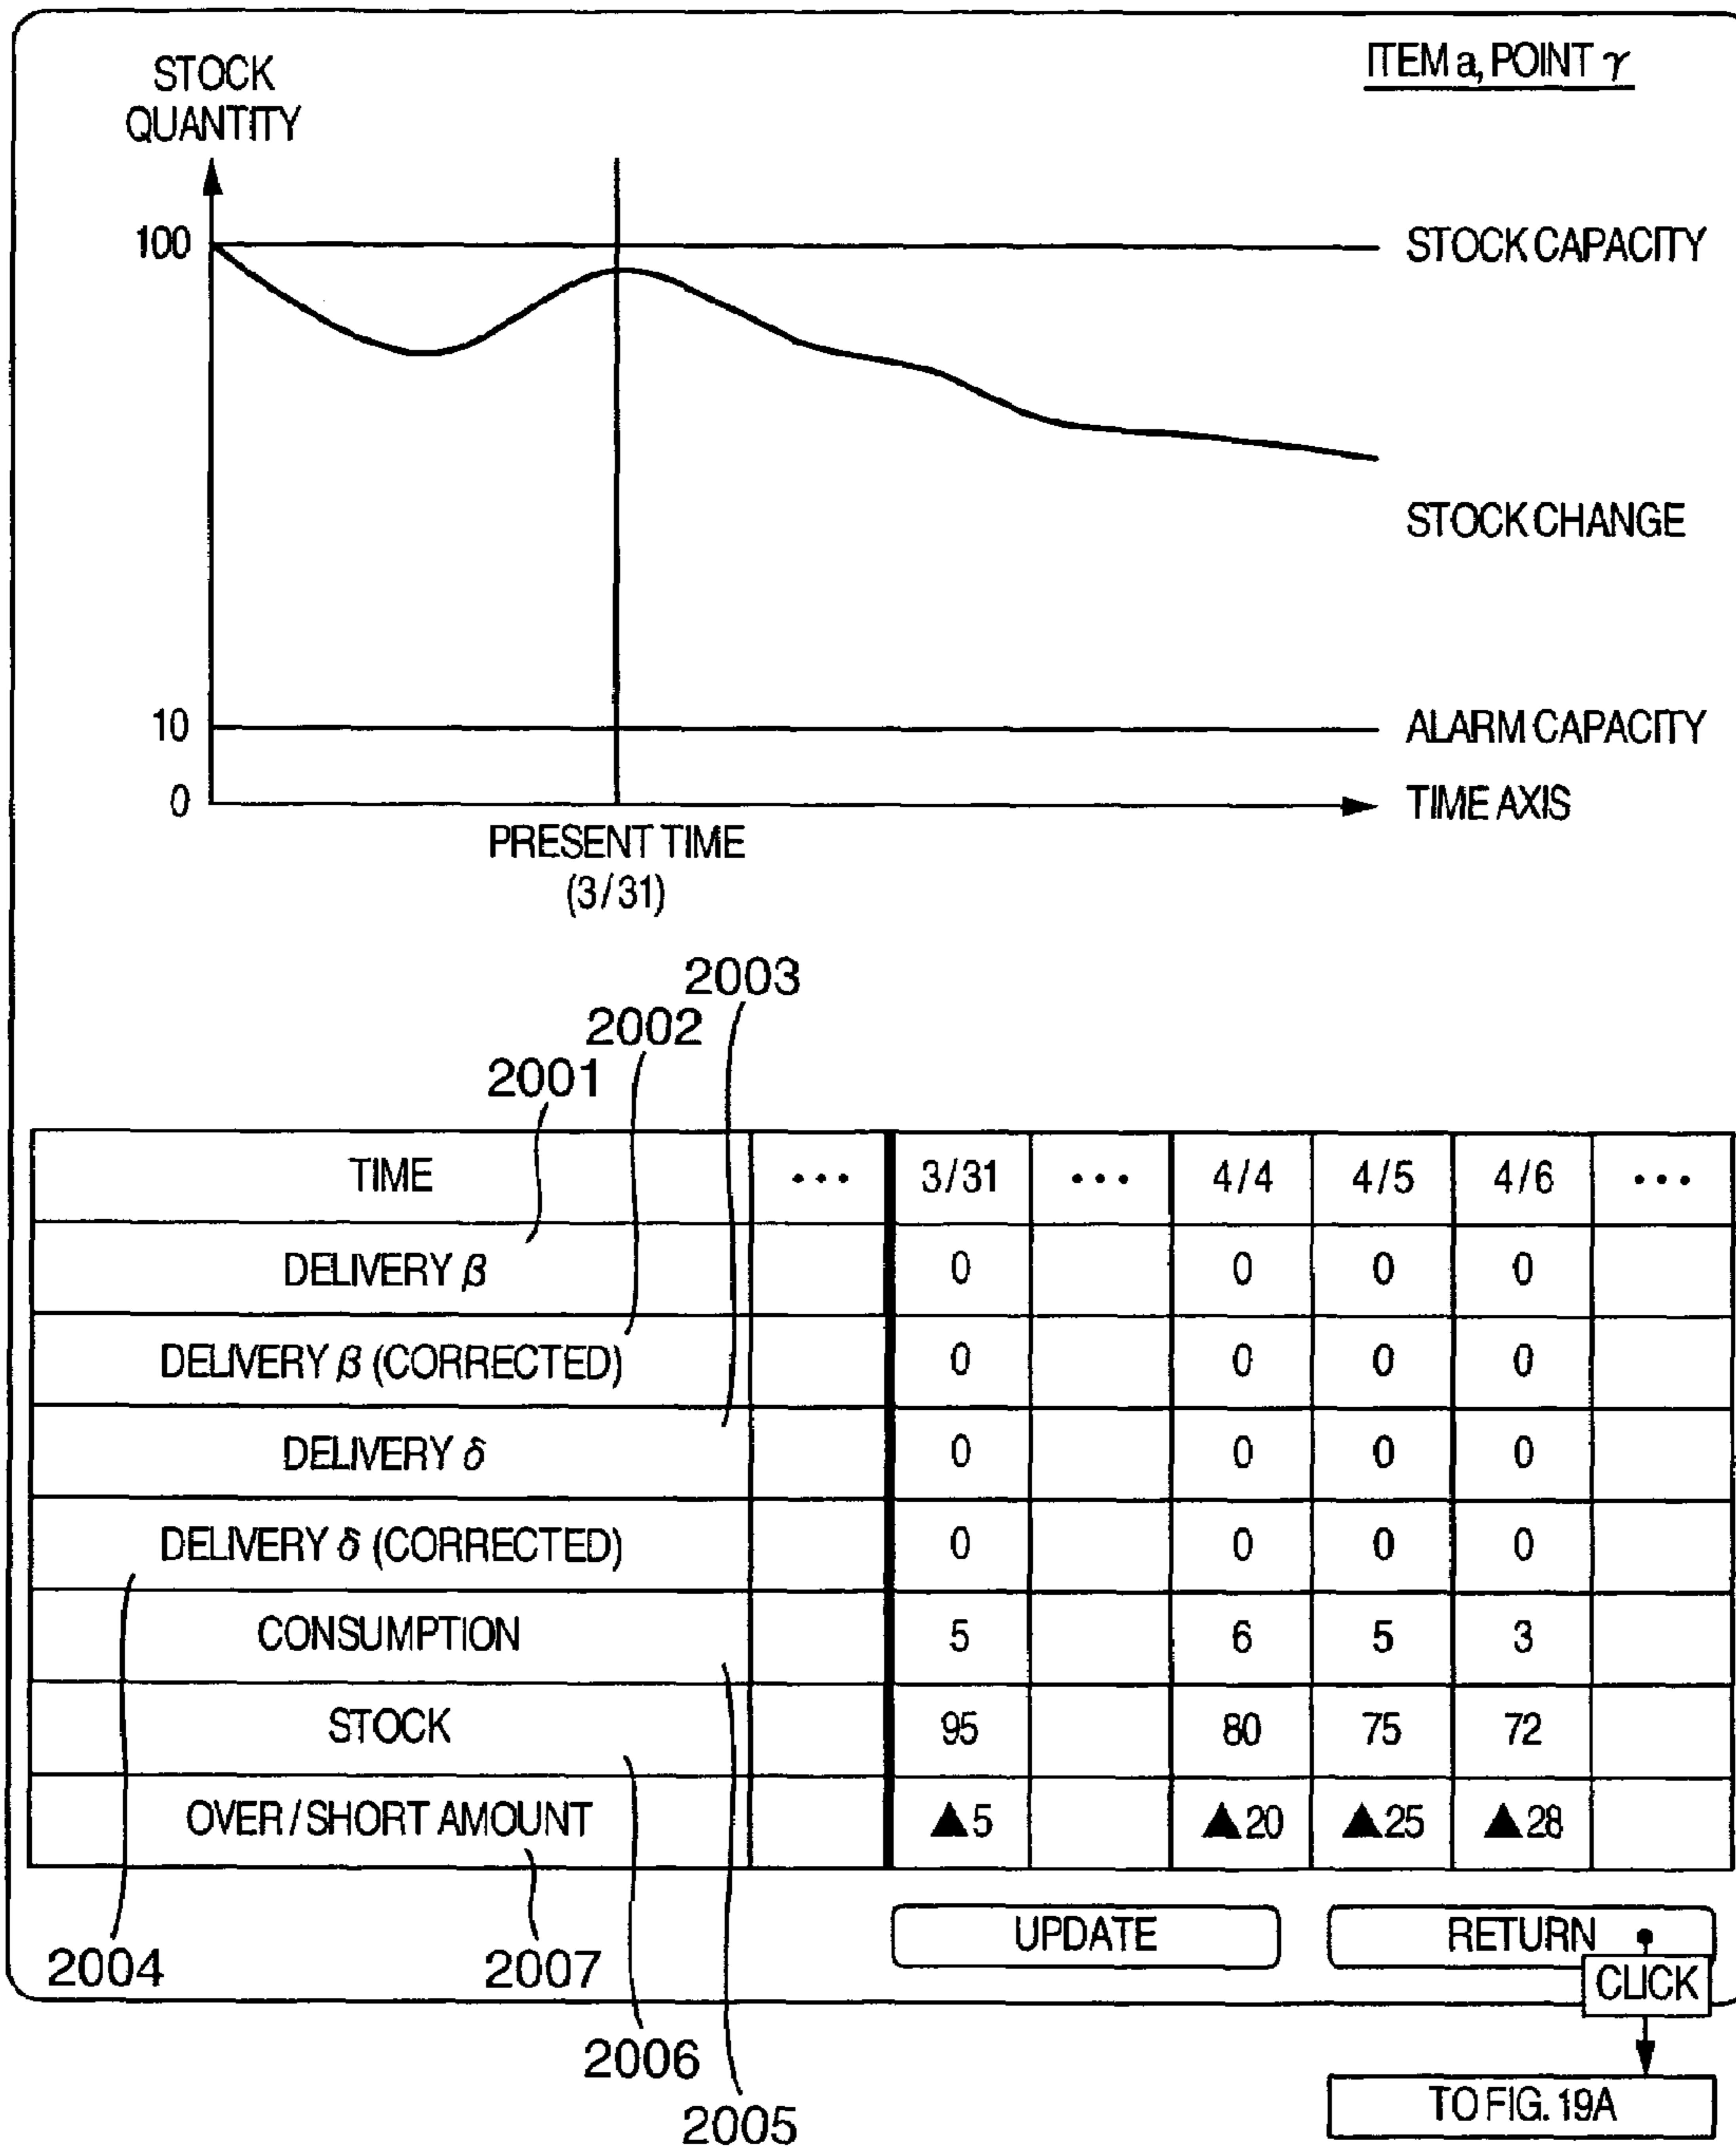 ITEM a, POINT γ
STOCK
QUANTITY
100
STOCK CAPACITY
STOCK CHANGE
10
ALARM CAPACITY
0
TIME AXIS
PRESENT TIME
(3/31)
2003
2002
2001
TIME ••• 3/31 ••• 4/4 4/5 4/6 •••
DELIVERY β 0 0 0 0
DELIVERY β (CORRECTED) 0 0 0 0
DELIVERY δ 0 0 0 0
DELIVERY δ (CORRECTED) 0 0 0 0
CONSUMPTION 5 6 5 3
STOCK 95 80 75 72
OVER/SHORT AMOUNT ▲5 ▲20 ▲25 ▲28
UPDATE RETURN
2004 2007
CLICK
2006
2005
TO FIG. 19A